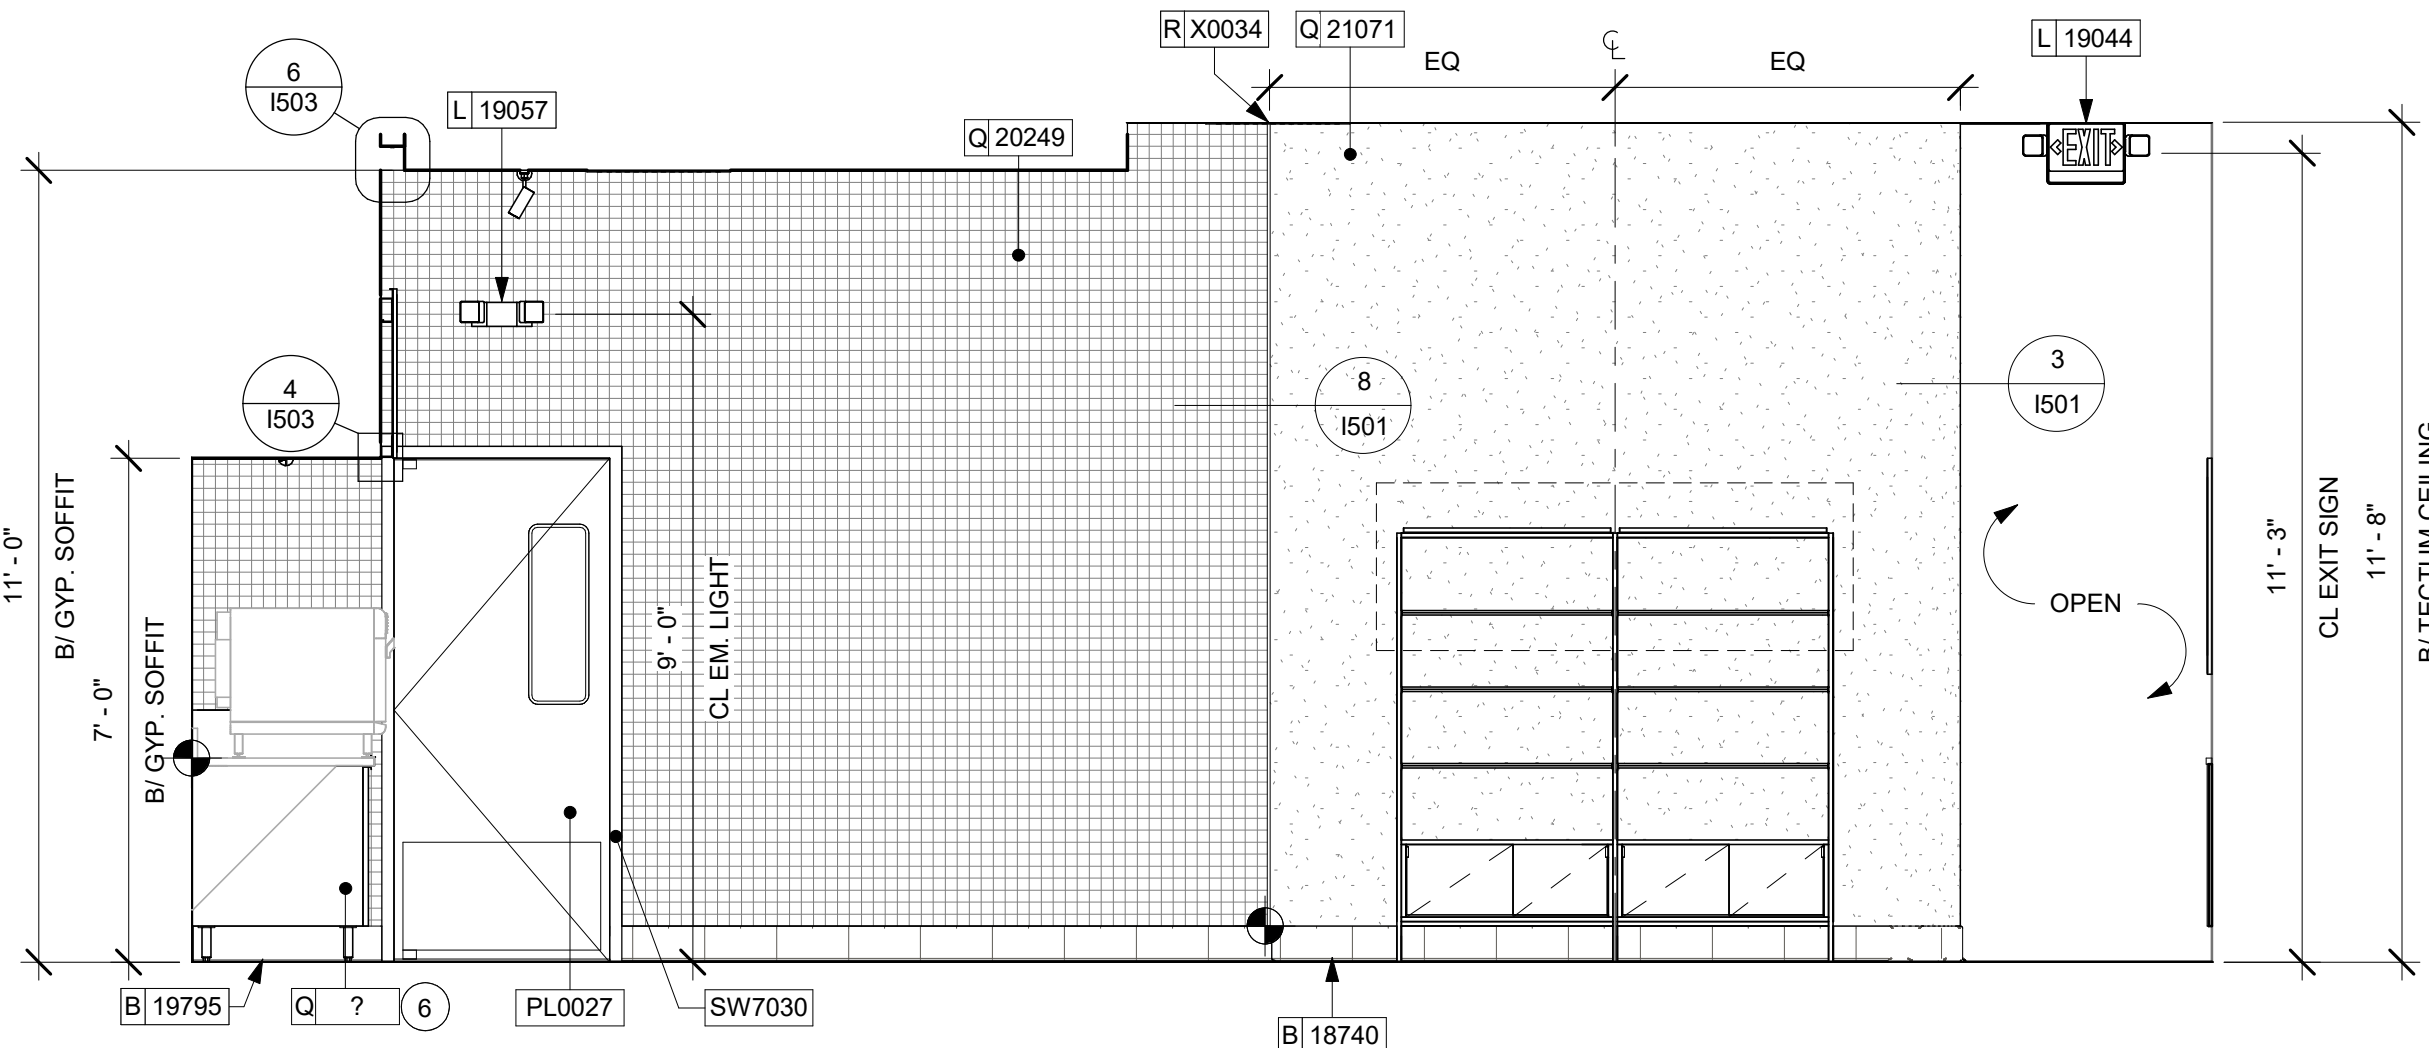 R X0034
Q 21071
EQ
CL
EQ
L 19044
6
I503
L 19057
Q 20249
EXIT
4
I503
8
I501
3
I501
11' - 0"
B/ GYP. SOFFIT
7' - 0"
B/ GYP. SOFFIT
9' - 0"
CL EM. LIGHT
OPEN
11' - 3"
CL EXIT SIGN
11' - 8"
B/ TECTUM CEILING
B 19795
Q ?
6
PL0027
SW7030
B 18740